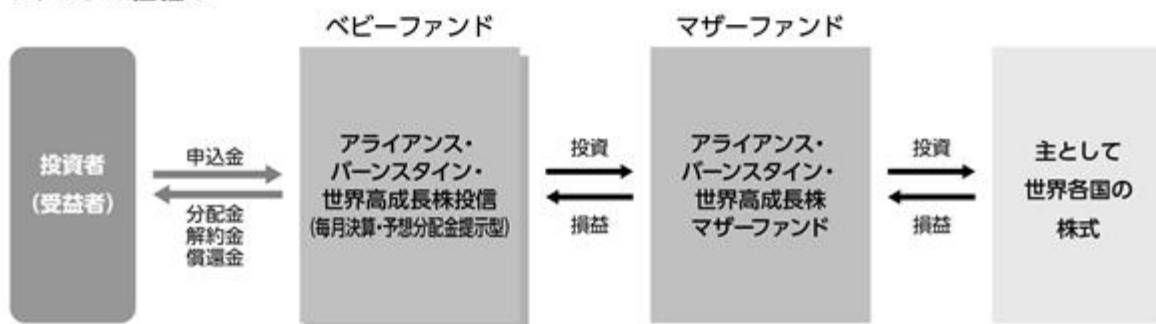 ベビーファンド
マザーファンド
投資者
(受益者)
申込金
分配金
解約金
償還金
アライアンス・
バーンスタイン・
世界高成長株投信
(毎月決算・予想分配金提示型)
投資
損益
アライアンス・
バーンスタイン・
世界高成長株
マザーファンド
投資
損益
主として
世界各国の
株式